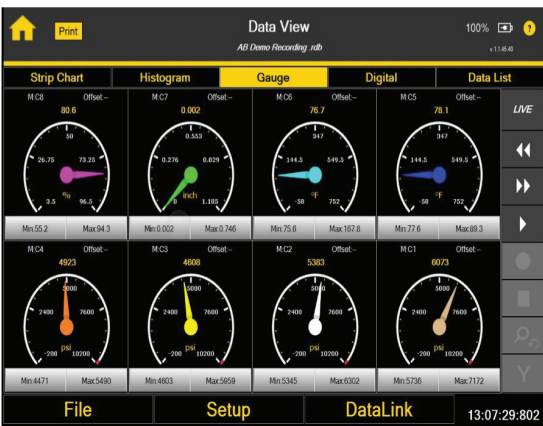 Print
Data View
AB Demo Recording .rdb
100%
?
v.1.1.45.40
Strip Chart Histogram Gauge Digital Data List
M:C8 Offset:--
80.6
50
26.75 73.25
%
3.5 96.5
Min:55.2 Max:94.3
M:C7 Offset:--
0.002
0.553
0.276 0.829
inch
0 1.105
Min:0.002 Max:0.746
M:C6 Offset:--
76.7
347
144.5 549.5
°F
-58 752
Min:75.6 Max:167.8
M:C5 Offset:--
78.1
347
144.5 549.5
°F
-58 752
Min:77.6 Max:89.3
LIVE
M:C4 Offset:--
4923
5000
2400 7600
psi
-200 10200
Min:4471 Max:5490
M:C3 Offset:--
4608
5000
2400 7600
psi
-200 10200
Min:4603 Max:5959
M:C2 Offset:--
5383
5000
2400 7600
psi
-200 10200
Min:5345 Max:6302
M:C1 Offset:--
6073
5000
2400 7600
psi
-200 10200
Min:5736 Max:7172
Y
File Setup DataLink 13:07:29:802